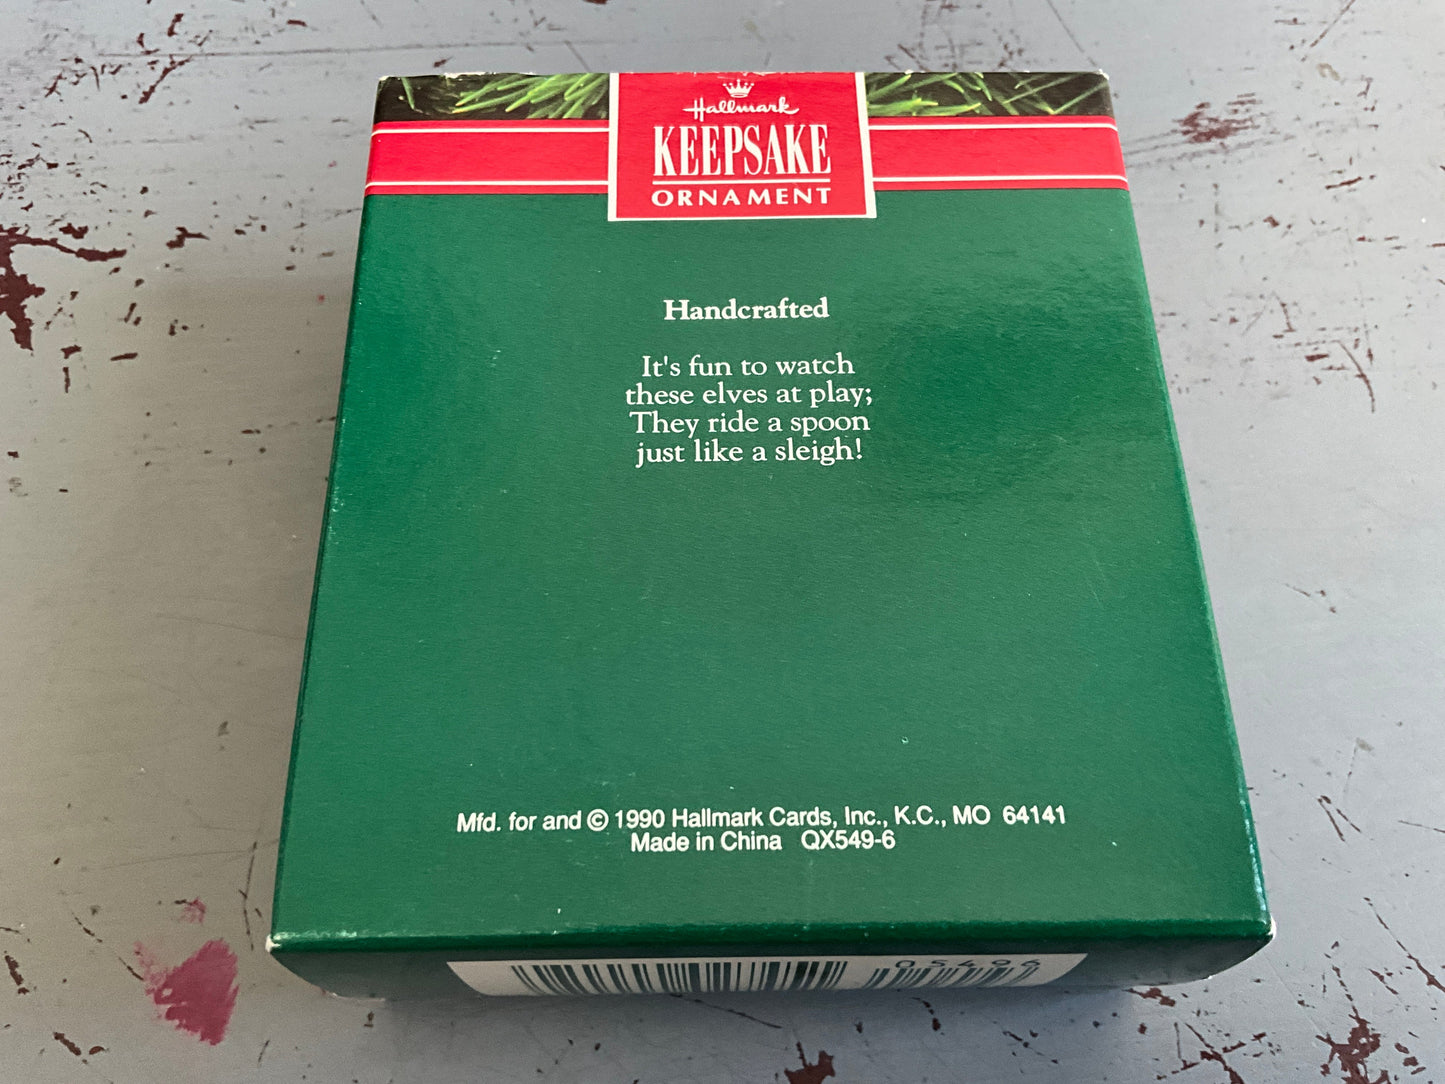 Hallmark
KEEPSAKE
ORNAMENT
Handcrafted
It's fun to watch
these elves at play;
They ride a spoon
just like a sleigh!
Mfd. for and © 1990 Hallmark Cards, Inc., K.C., MO 64141
Made in China QX549-6
05496